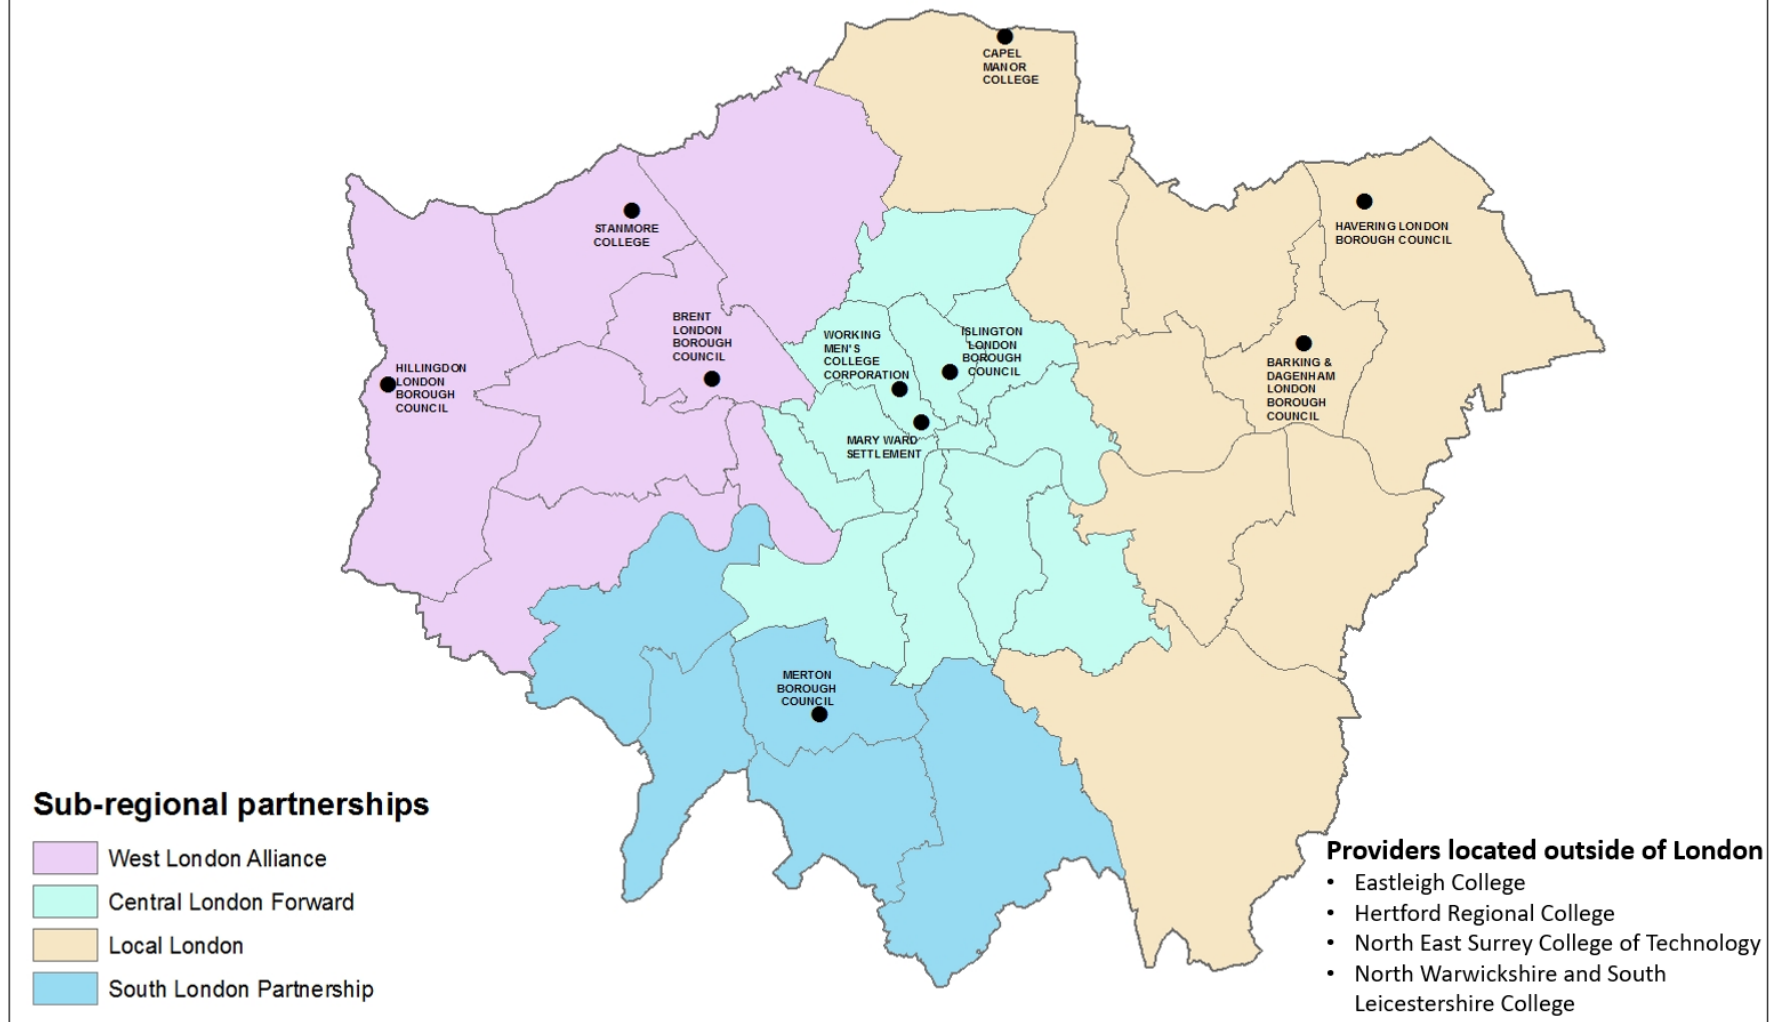 CAPEL
MANOR
COLLEGE
HAVERING LONDON
BOROUGH COUNCIL
STANMORE
COLLEGE
BRENT
LONDON
BOROUGH
COUNCIL
WORKING
MEN'S
COLLEGE
CORPORATION
ISLINGTON
LONDON
BOROUGH
COUNCIL
BARKING &
DAGENHAM
LONDON
BOROUGH
COUNCIL
HILLINGDON
LONDON
BOROUGH
COUNCIL
MARY WARD
SETTLEMENT
MERTON
BOROUGH
COUNCIL
Sub-regional partnerships
West London Alliance
Central London Forward
Local London
South London Partnership
Providers located outside of London
• Eastleigh College
• Hertford Regional College
• North East Surrey College of Technology
• North Warwickshire and South
Leicestershire College